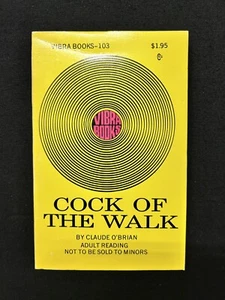 VIBRA BOOKS–103 $1.95
VIBRA
BOOKS
COCK OF
THE WALK
BY CLAUDE O'BRIAN
ADULT READING
NOT TO BE SOLD TO MINORS